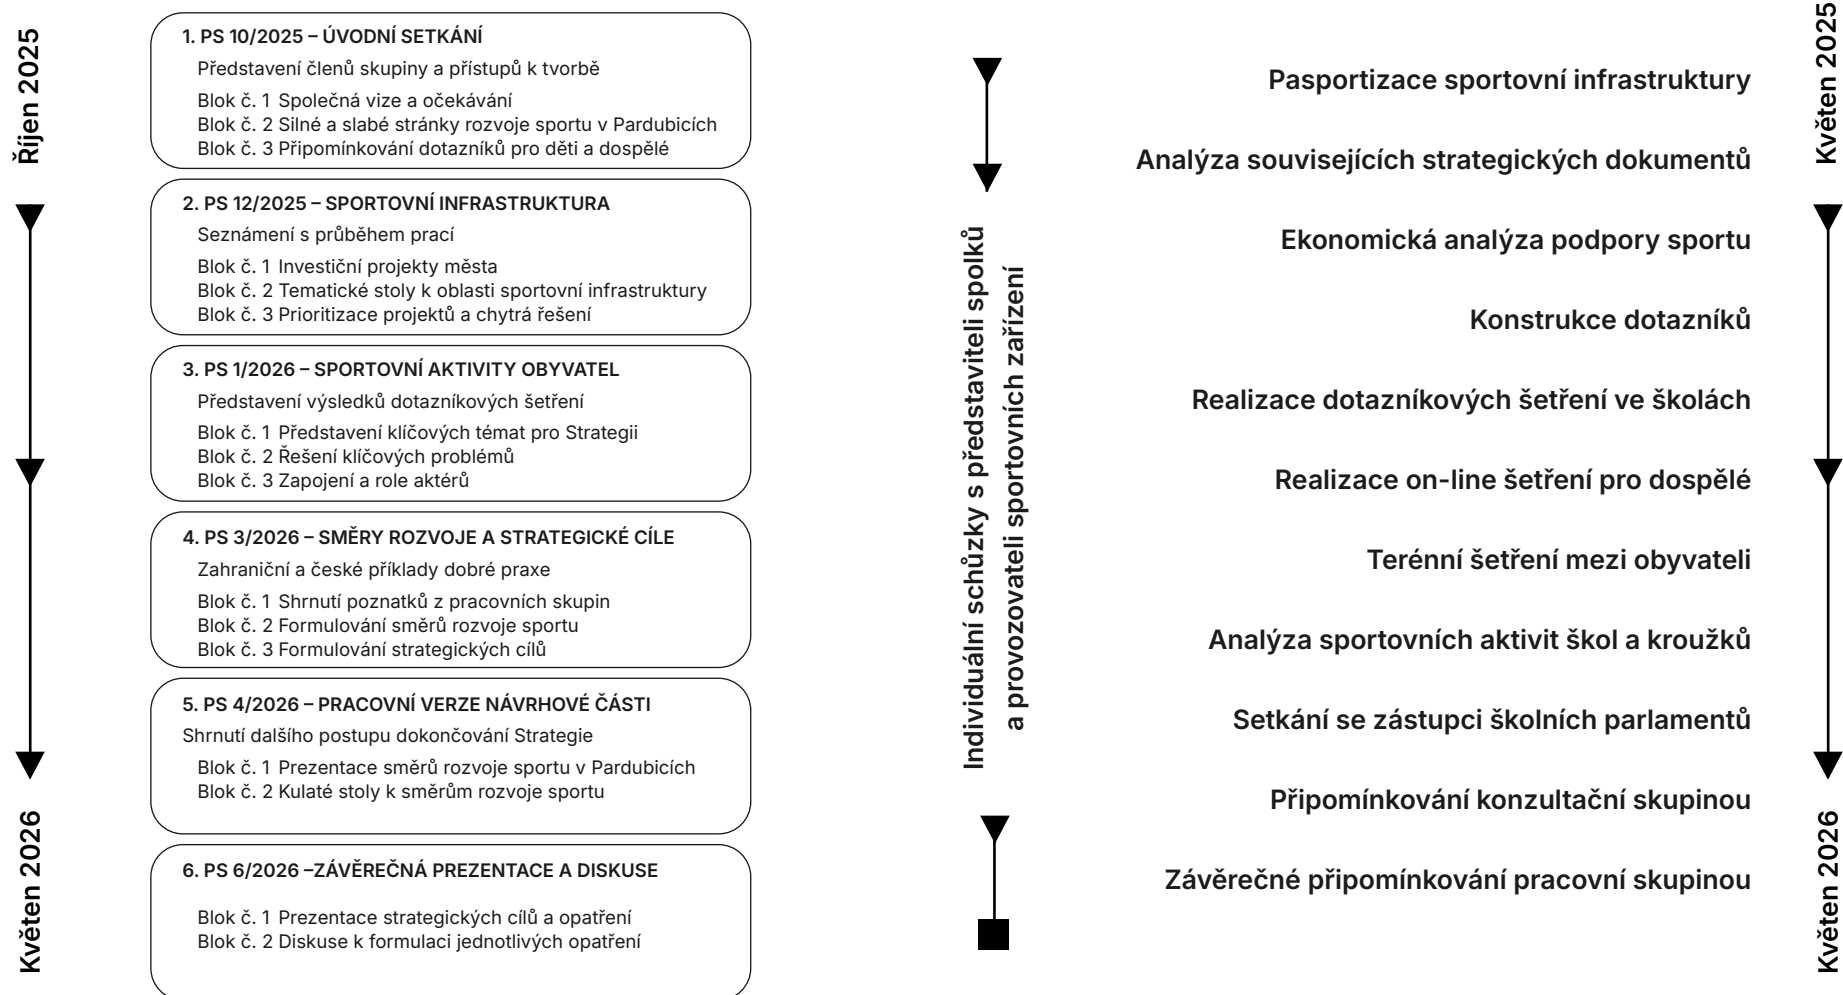 Říjen 2025
Květen 2026
1. PS 10/2025 – ÚVODNÍ SETKÁNÍ
Představení členů skupiny a přístupů k tvorbě
Blok č. 1 Společná vize a očekávání
Blok č. 2 Silné a slabé stránky rozvoje sportu v Pardubicích
Blok č. 3 Připomínkování dotazníků pro děti a dospělé
2. PS 12/2025 – SPORTOVNÍ INFRASTRUKTURA
Seznámení s průběhem prací
Blok č. 1 Investiční projekty města
Blok č. 2 Tematické stoly k oblasti sportovní infrastruktury
Blok č. 3 Prioritizace projektů a chytrá řešení
3. PS 1/2026 – SPORTOVNÍ AKTIVITY OBYVATEL
Představení výsledků dotazníkových šetření
Blok č. 1 Představení klíčových témat pro Strategii
Blok č. 2 Řešení klíčových problémů
Blok č. 3 Zapojení a role aktérů
4. PS 3/2026 – SMĚRY ROZVOJE A STRATEGICKÉ CÍLE
Zahraniční a české příklady dobré praxe
Blok č. 1 Shrnutí poznatků z pracovních skupin
Blok č. 2 Formulování směrů rozvoje sportu
Blok č. 3 Formulování strategických cílů
5. PS 4/2026 – PRACOVNÍ VERZE NÁVRHOVÉ ČÁSTI
Shrnutí dalšího postupu dokončování Strategie
Blok č. 1 Prezentace směrů rozvoje sportu v Pardubicích
Blok č. 2 Kulaté stoly k směrům rozvoje sportu
6. PS 6/2026 –ZÁVĚREČNÁ PREZENTACE A DISKUSE
Blok č. 1 Prezentace strategických cílů a opatření
Blok č. 2 Diskuse k formulaci jednotlivých opatření
Individuální schůzky s představiteli spolků
a provozovateli sportovních zařízení
Pasportizace sportovní infrastruktury
Analýza souvisejících strategických dokumentů
Ekonomická analýza podpory sportu
Konstrukce dotazníků
Realizace dotazníkových šetření ve školách
Realizace on-line šetření pro dospělé
Terénní šetření mezi obyvateli
Analýza sportovních aktivit škol a kroužků
Setkání se zástupci školních parlamentů
Připomínkování konzultační skupinou
Závěrečné připomínkování pracovní skupinou
Květen 2025
Květen 2026